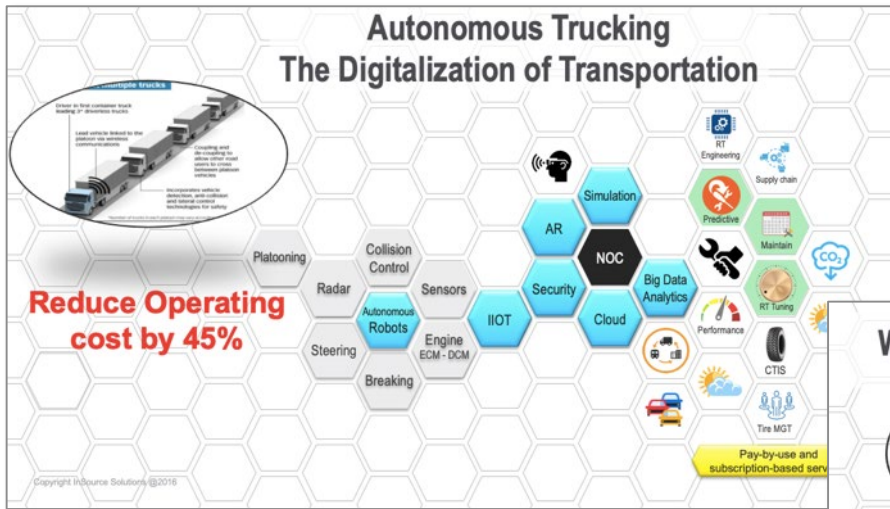 Autonomous Trucking
The Digitalization of Transportation
multiple trucks
Driver in first container truck
leading 3rd driverless trucks
Lead vehicle linked to the
platoon via wireless
communications
Coupling and
de-coupling to
allow other road
users to cross
between platoon
vehicles
Incorporates vehicle
detection, anti-collision
and lateral control
technologies for safety
Reduce Operating
cost by 45%
Platooning
Collision
Control
Radar
Sensors
Autonomous
Robots
Steering
Engine
ECM - DCM
Breaking
IIOT
AR
Simulation
NOC
Security
Big Data
Analytics
Cloud
RT
Engineering
Supply chain
Predictive
Maintain
CO2
RT Tuning
Performance
CTIS
Tire MGT
Pay-by-use and
subscription-based serv
W
Copyright InSource Solutions @2016